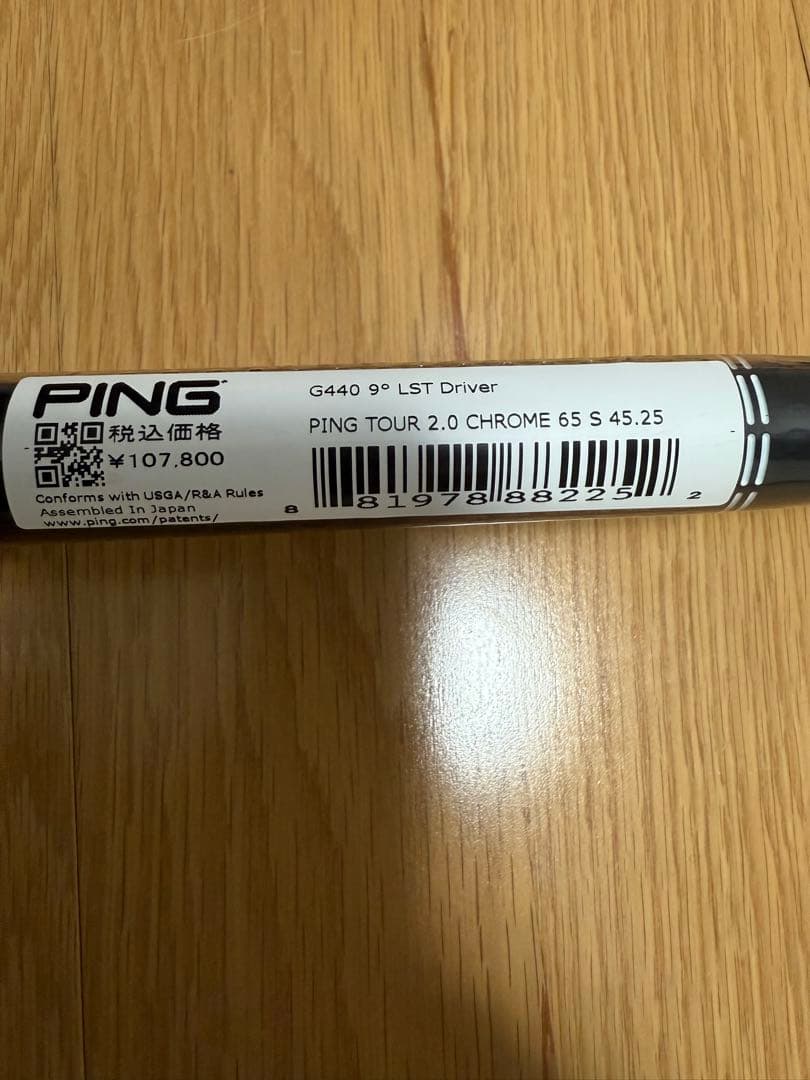 PING
税込価格
¥107,800
Conforms with USGA/R&A Rules
Assembled In Japan
www.ping.com/patents/
G440 9° LST Driver
PING TOUR 2.0 CHROME 65 S 45.25
8 81978 88225 2